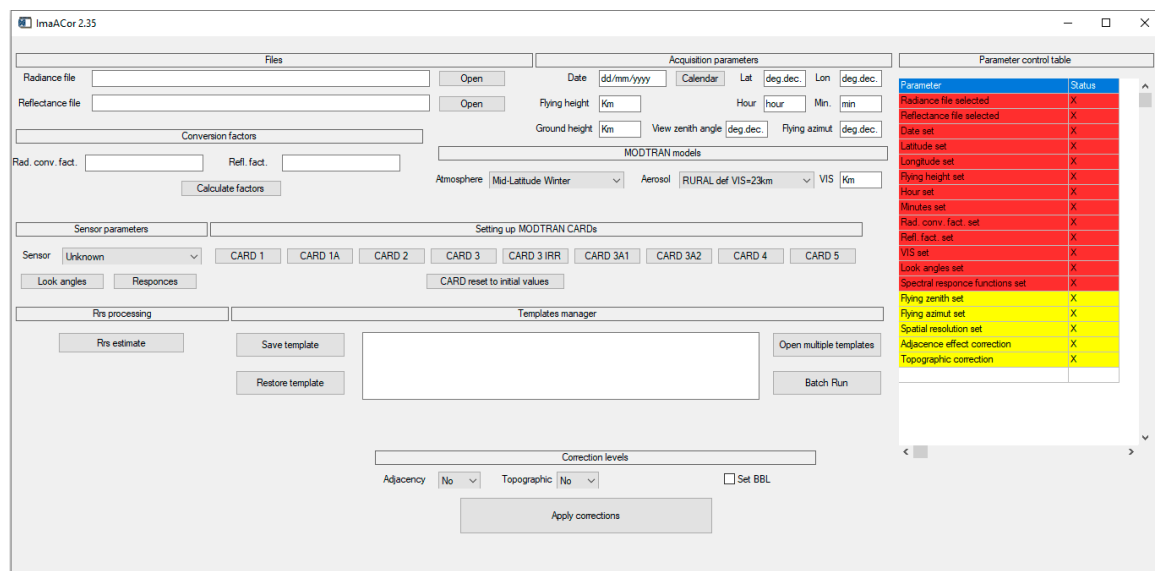 ImaACor 2.35
Files
Acquisition parameters
Parameter control table
Radiance file Open
Date dd/mm/yyyy Calendar Lat deg.dec. Lon deg.dec.
Reflectance file Open
Flying height Km Hour hour Min. min
Ground height Km View zenith angle deg.dec. Flying azimut deg.dec.
Conversion factors
MODTRAN models
Rad. conv. fact. Refl. fact.
Atmosphere Mid-Latitude Winter Aerosol RURAL def VIS=23km VIS Km
Calculate factors
Sensor parameters
Setting up MODTRAN CARDs
Sensor Unknown
CARD 1 CARD 1A CARD 2 CARD 3 CARD 3 IRR CARD 3A1 CARD 3A2 CARD 4 CARD 5
Look angles Responces
CARD reset to initial values
Rrs processing
Templates manager
Rrs estimate
Save template
Open multiple templates
Restore template
Batch Run
Correction levels
Adjacency No Topographic No Set BBL
Apply corrections
Parameter Status
Radiance file selected X
Reflectance file selected X
Date set X
Latitude set X
Longitude set X
Flying height set X
Hour set X
Minutes set X
Rad. conv. fact. set X
Refl. fact. set X
VIS set X
Look angles set X
Spectral responce functions set X
Flying zenith set X
Flying azimut set X
Spatial resolution set X
Adjacence effect correction X
Topographic correction X